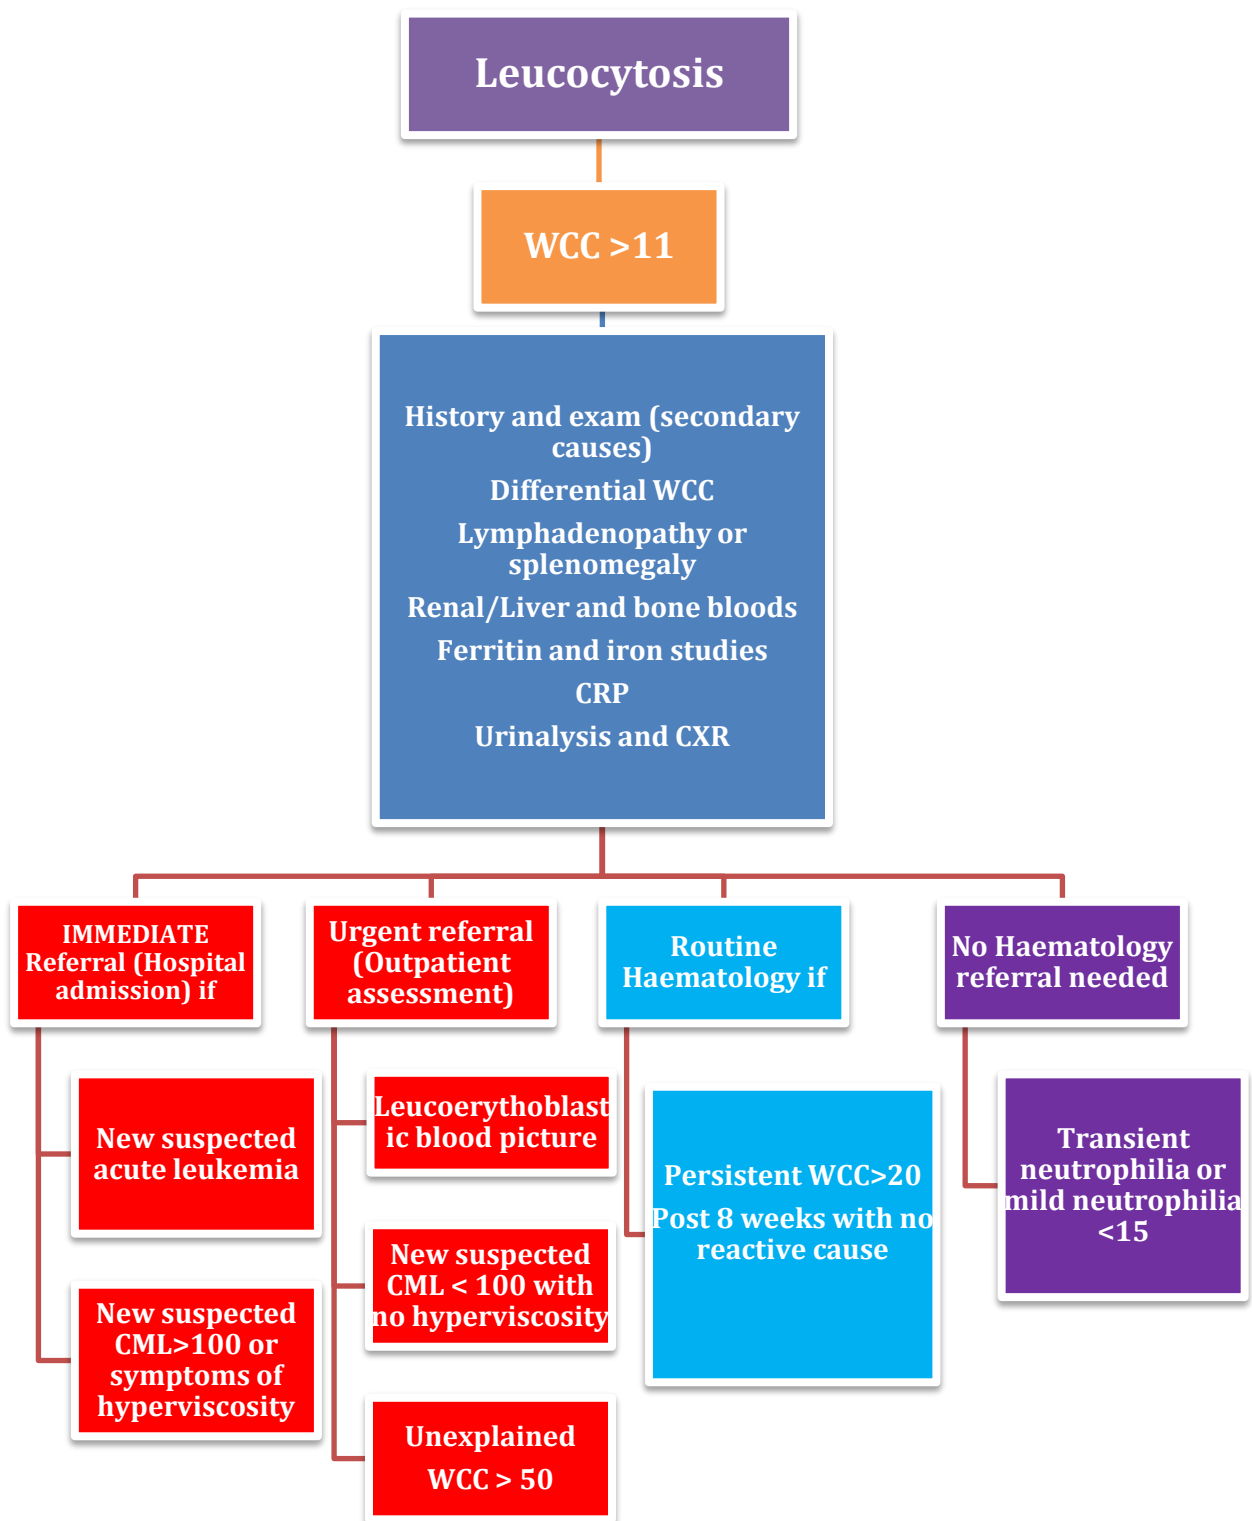 Leucocytosis
WCC >11
History and exam (secondary
causes)
Differential WCC
Lymphadenopathy or
splenomegaly
Renal/Liver and bone bloods
Ferritin and iron studies
CRP
Urinalysis and CXR
IMMEDIATE
Referral (Hospital
admission) if
New suspected
acute leukemia
New suspected
CML>100 or
symptoms of
hyperviscosity
Urgent referral
(Outpatient
assessment)
Leucoerythoblast
ic blood picture
New suspected
CML < 100 with
no hyperviscosity
Unexplained
WCC > 50
Routine
Haematology if
Persistent WCC>20
Post 8 weeks with no
reactive cause
No Haematology
referral needed
Transient
neutrophilia or
mild neutrophilia
<15